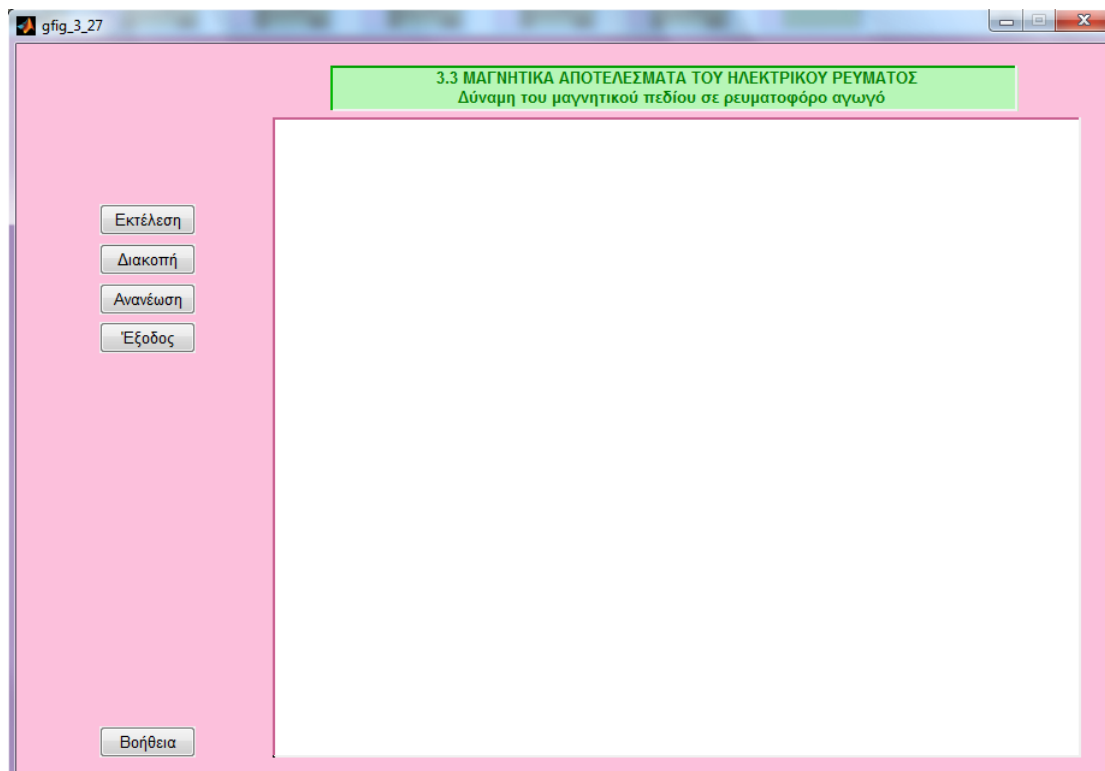 gfig_3_27
3.3 ΜΑΓΝΗΤΙΚΑ ΑΠΟΤΕΛΕΣΜΑΤΑ ΤΟΥ ΗΛΕΚΤΡΙΚΟΥ ΡΕΥΜΑΤΟΣ
Δύναμη του μαγνητικού πεδίου σε ρευματοφόρο αγωγό
Εκτέλεση
Διακοπή
Ανανέωση
Έξοδος
Βοήθεια